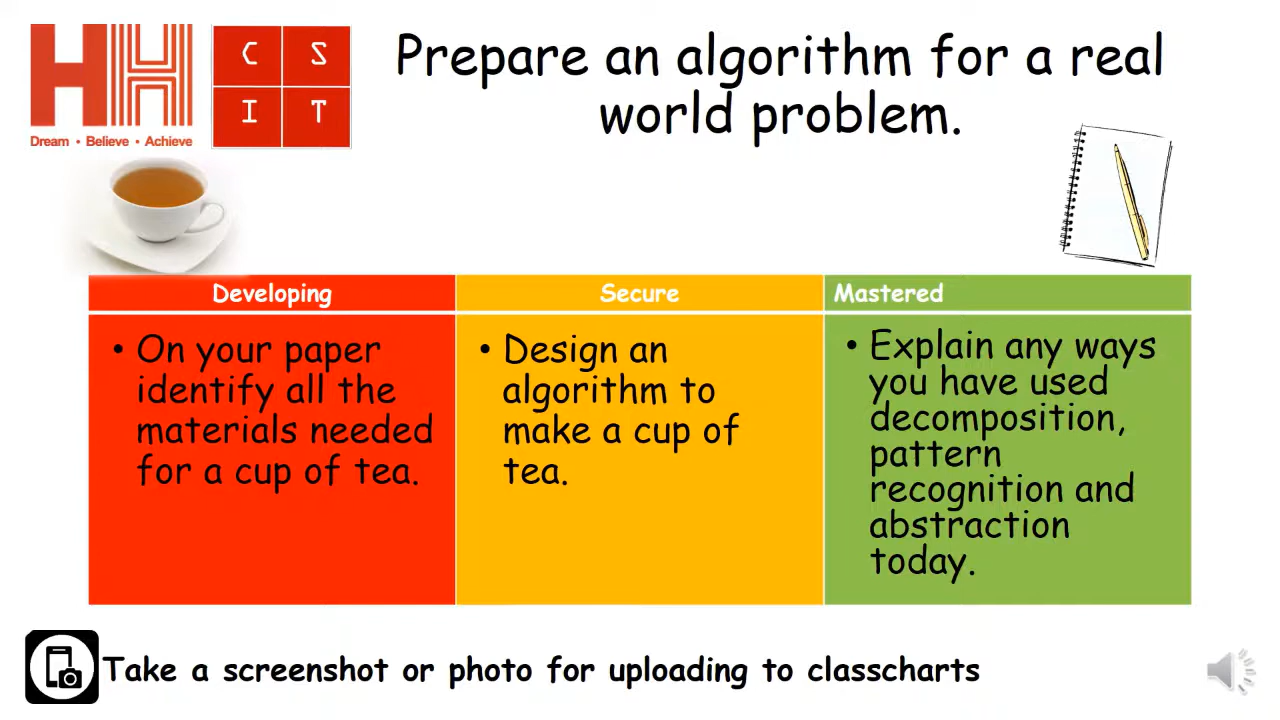 C S
I T
Dream • Believe • Achieve
Prepare an algorithm for a real
world problem.
Developing
• On your paper
identify all the
materials needed
for a cup of tea.
Secure
• Design an
algorithm to
make a cup of
tea.
Mastered
• Explain any ways
you have used
decomposition,
pattern
recognition and
abstraction
today.
Take a screenshot or photo for uploading to classcharts